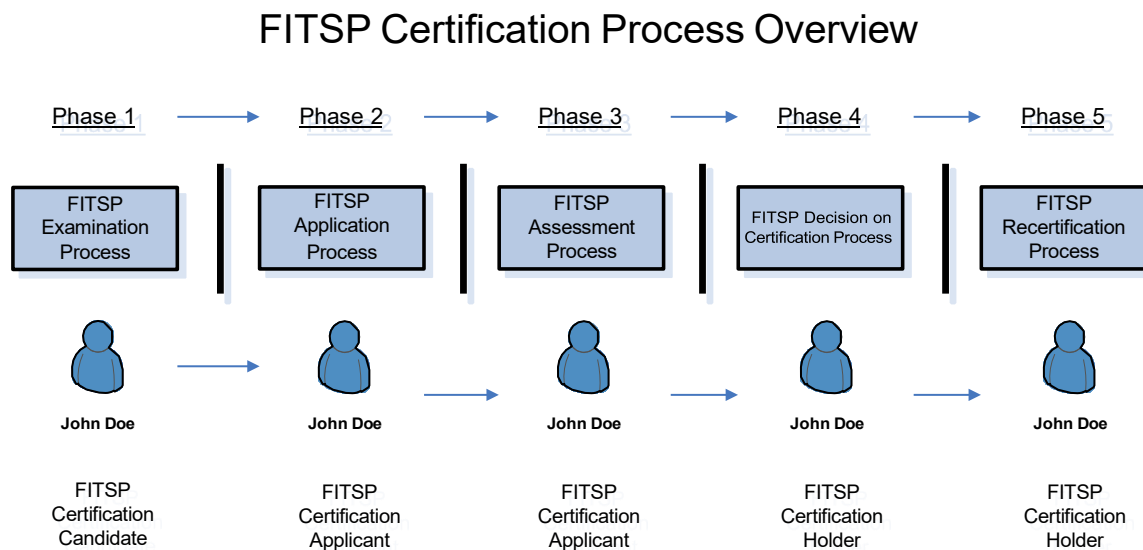 FITSP Certification Process Overview
Phase 1
Phase 2
Phase 3
Phase 4
Phase 5
FITSP
Examination
Process
FITSP
Application
Process
FITSP
Assessment
Process
FITSP Decision on
Certification Process
FITSP
Recertification
Process
John Doe
John Doe
John Doe
John Doe
John Doe
FITSP
Certification
Candidate
FITSP
Certification
Applicant
FITSP
Certification
Applicant
FITSP
Certification
Holder
FITSP
Certification
Holder